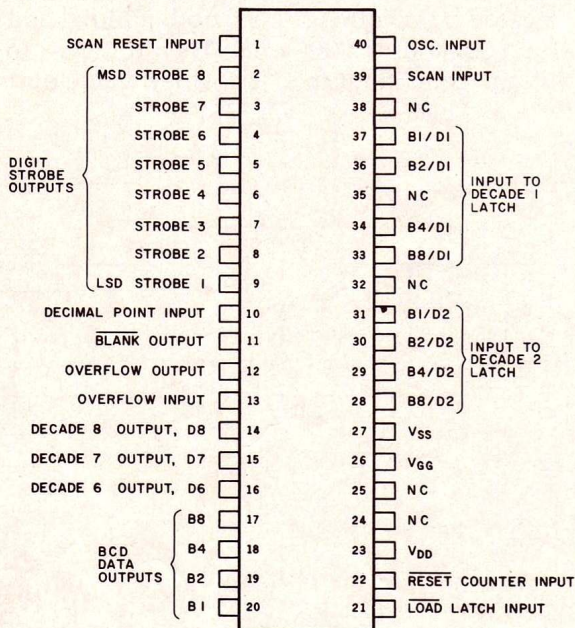 SCAN RESET INPUT 1
MSD STROBE 8 2
STROBE 7 3
STROBE 6 4
STROBE 5 5
STROBE 4 6
STROBE 3 7
STROBE 2 8
LSD STROBE 1 9
DIGIT
STROBE
OUTPUTS
DECIMAL POINT INPUT 10
BLANK OUTPUT 11
OVERFLOW OUTPUT 12
OVERFLOW INPUT 13
DECADE 8 OUTPUT, D8 14
DECADE 7 OUTPUT, D7 15
DECADE 6 OUTPUT, D6 16
B8 17
B4 18
B2 19
B1 20
BCD
DATA
OUTPUTS
40 OSC. INPUT
39 SCAN INPUT
38 NC
37 B1/D1
36 B2/D1
35 NC
34 B4/D1
33 B8/D1
INPUT TO
DECADE 1
LATCH
32 NC
31 B1/D2
30 B2/D2
29 B4/D2
28 B8/D2
INPUT TO
DECADE 2
LATCH
27 VSS
26 VGG
25 NC
24 NC
23 VDD
22 RESET COUNTER INPUT
21 LOAD LATCH INPUT